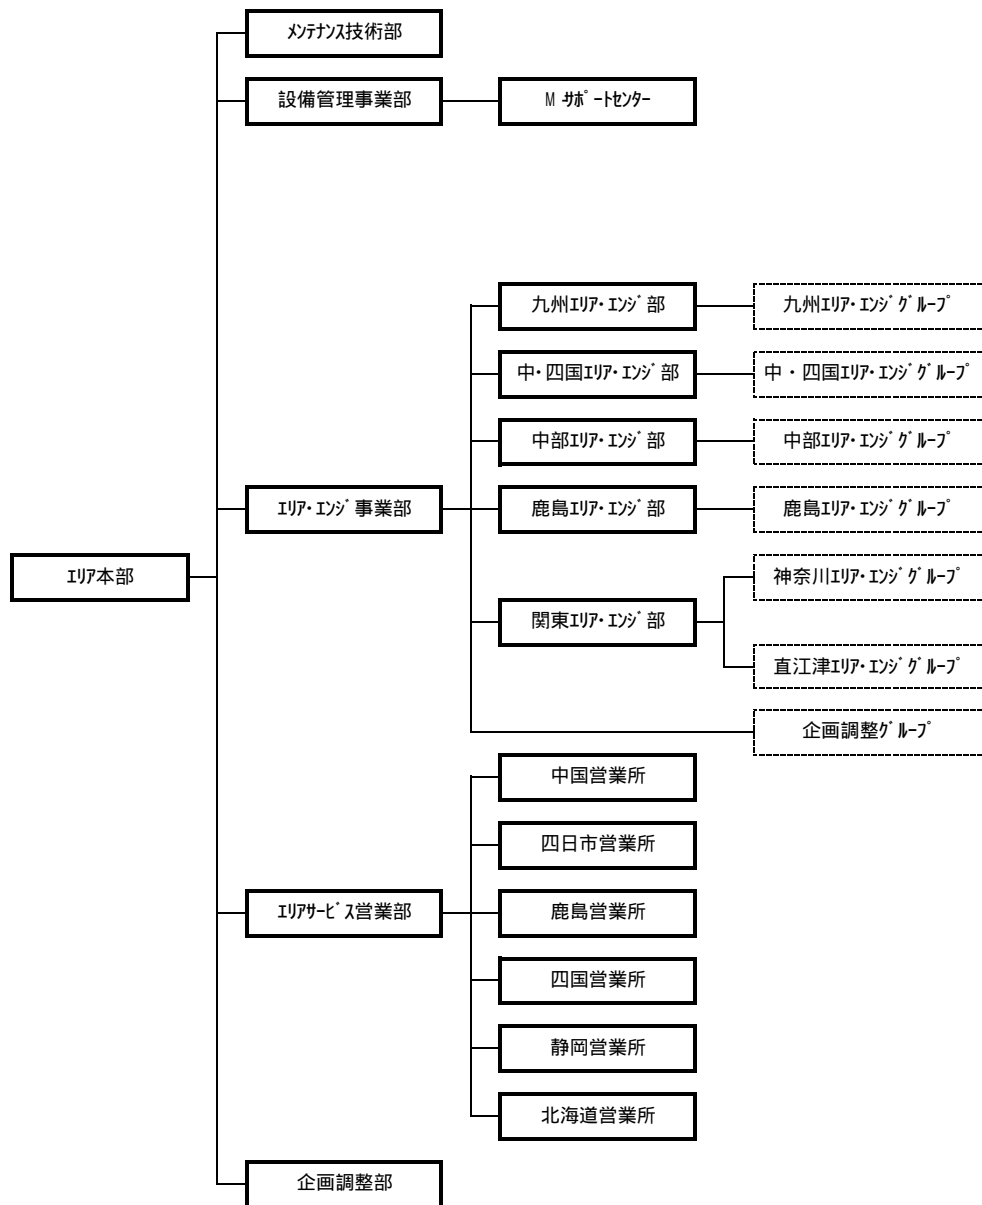 ﾒﾝﾃﾅﾝｽ技術部
設備管理事業部
Mｻﾎﾟｰﾄｾﾝﾀｰ
九州ｴﾘｱ･ｴﾝｼﾞ部
九州ｴﾘｱ･ｴﾝｼﾞｸﾞﾙｰﾌﾟ
中･四国ｴﾘｱ･ｴﾝｼﾞ部
中・四国ｴﾘｱ･ｴﾝｼﾞｸﾞﾙｰﾌﾟ
中部ｴﾘｱ･ｴﾝｼﾞ部
中部ｴﾘｱ･ｴﾝｼﾞｸﾞﾙｰﾌﾟ
ｴﾘｱ･ｴﾝｼﾞ事業部
鹿島ｴﾘｱ･ｴﾝｼﾞ部
鹿島ｴﾘｱ･ｴﾝｼﾞｸﾞﾙｰﾌﾟ
ｴﾘｱ本部
神奈川ｴﾘｱ･ｴﾝｼﾞｸﾞﾙｰﾌﾟ
関東ｴﾘｱ･ｴﾝｼﾞ部
直江津ｴﾘｱ･ｴﾝｼﾞｸﾞﾙｰﾌﾟ
企画調整ｸﾞﾙｰﾌﾟ
中国営業所
四日市営業所
ｴﾘｱｻｰﾋﾞｽ営業部
鹿島営業所
四国営業所
静岡営業所
北海道営業所
企画調整部